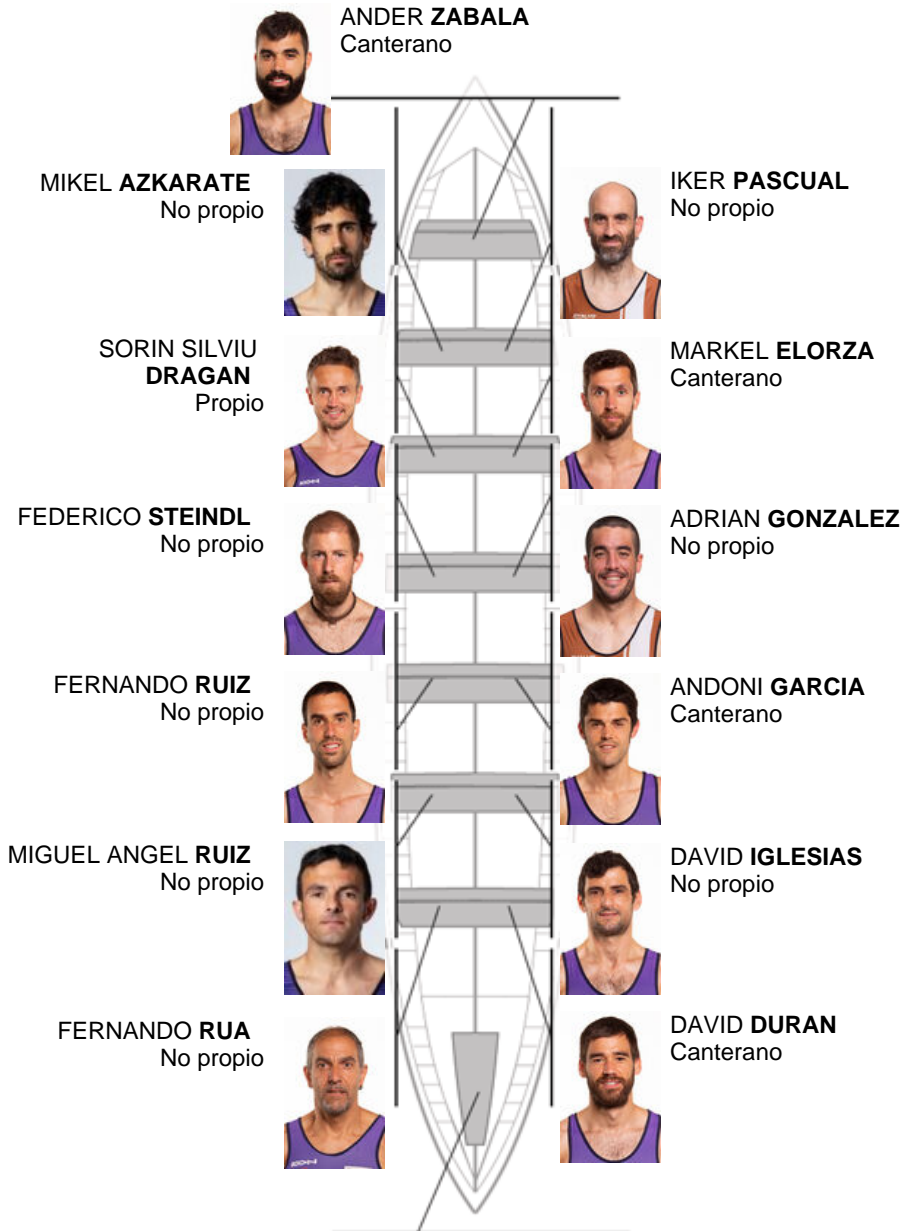 ANDER ZABALA
Canterano
MIKEL AZKARATE
No propio
IKER PASCUAL
No propio
SORIN SILVIU
DRAGAN
Propio
MARKEL ELORZA
Canterano
FEDERICO STEINDL
No propio
ADRIAN GONZALEZ
No propio
FERNANDO RUIZ
No propio
ANDONI GARCIA
Canterano
MIGUEL ANGEL RUIZ
No propio
DAVID IGLESIAS
No propio
FERNANDO RUA
No propio
DAVID DURAN
Canterano